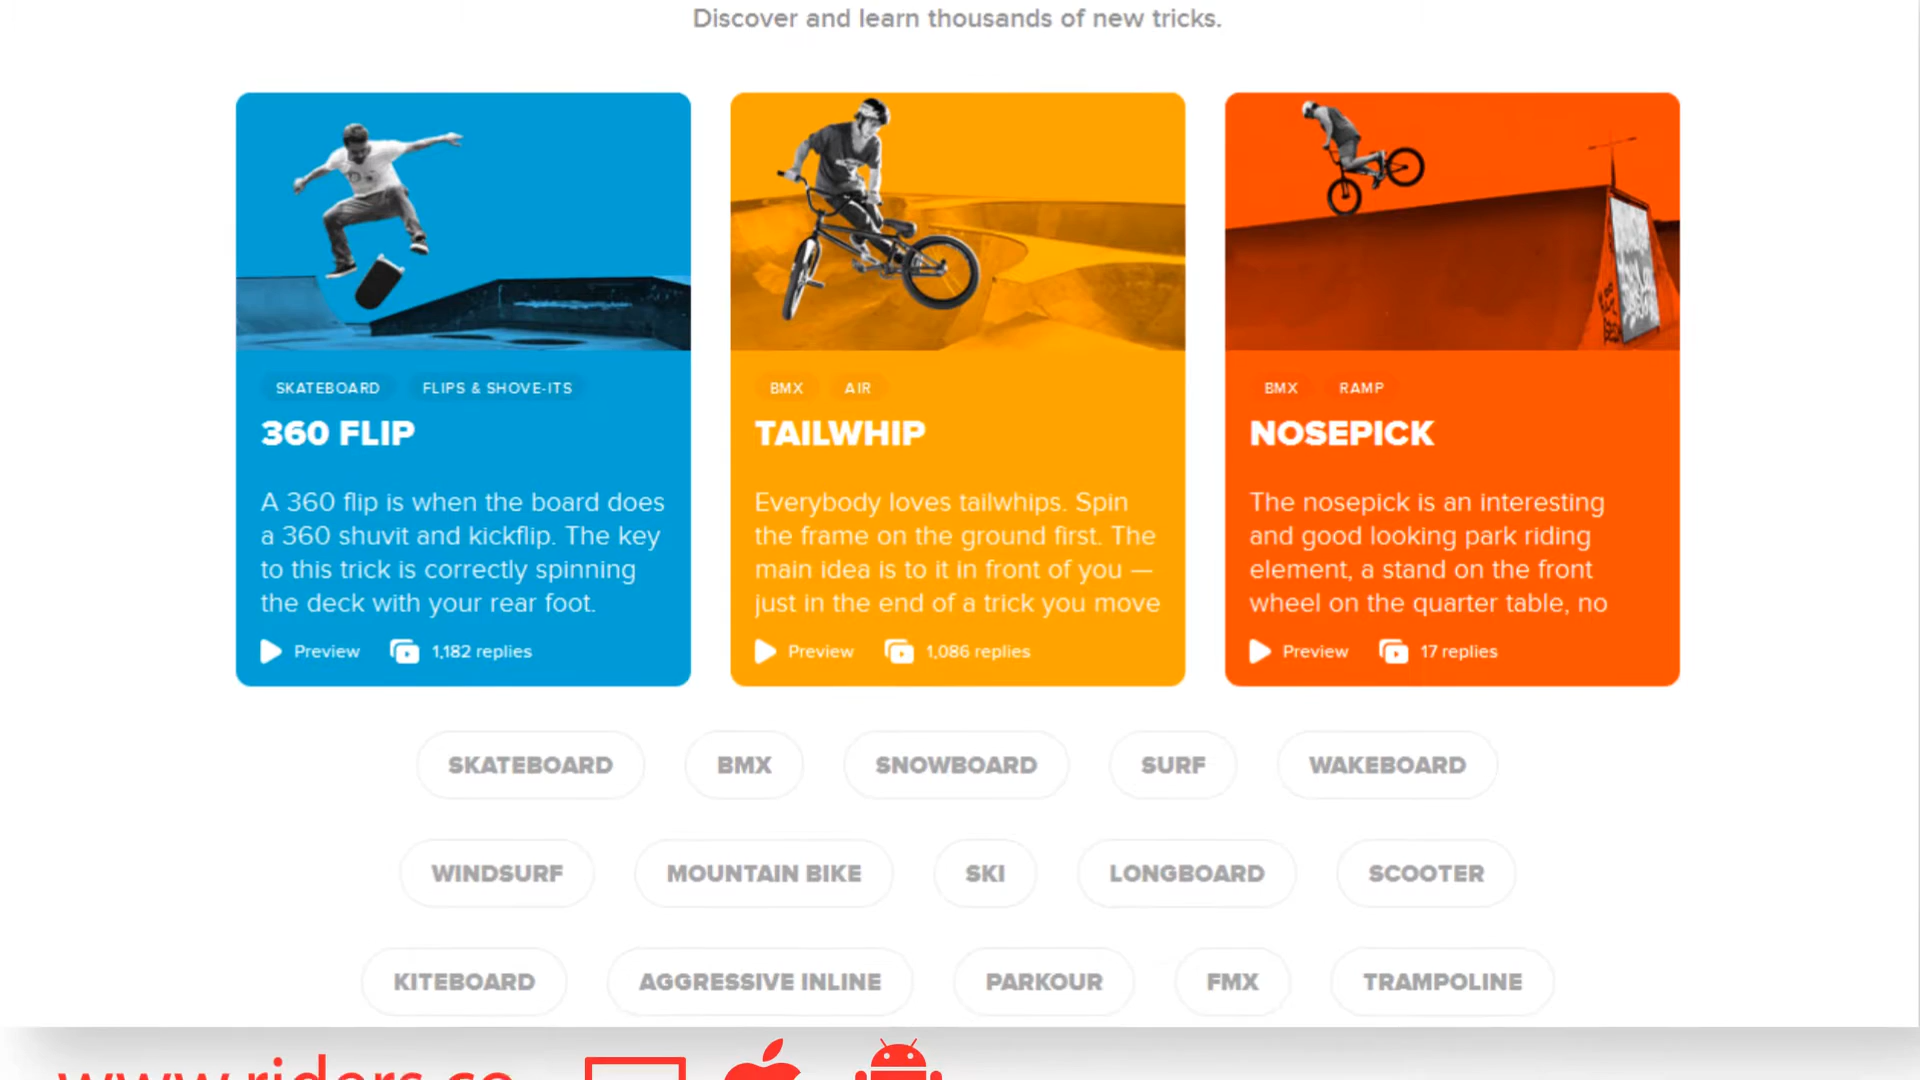 Discover and learn thousands of new tricks.
SKATEBOARD FLIPS & SHOVE-ITS
360 FLIP
A 360 flip is when the board does
a 360 shuvit and kickflip. The key
to this trick is correctly spinning
the deck with your rear foot.
Preview 1,182 replies
BMX AIR
TAILWHIP
Everybody loves tailwhips. Spin
the frame on the ground first. The
main idea is to it in front of you —
just in the end of a trick you move
Preview 1,086 replies
BMX RAMP
NOSEPICK
The nosepick is an interesting
and good looking park riding
element, a stand on the front
wheel on the quarter table, no
Preview 17 replies
SKATEBOARD BMX SNOWBOARD SURF WAKEBOARD
WINDSURF MOUNTAIN BIKE SKI LONGBOARD SCOOTER
KITEBOARD AGGRESSIVE INLINE PARKOUR FMX TRAMPOLINE
www.riders.co